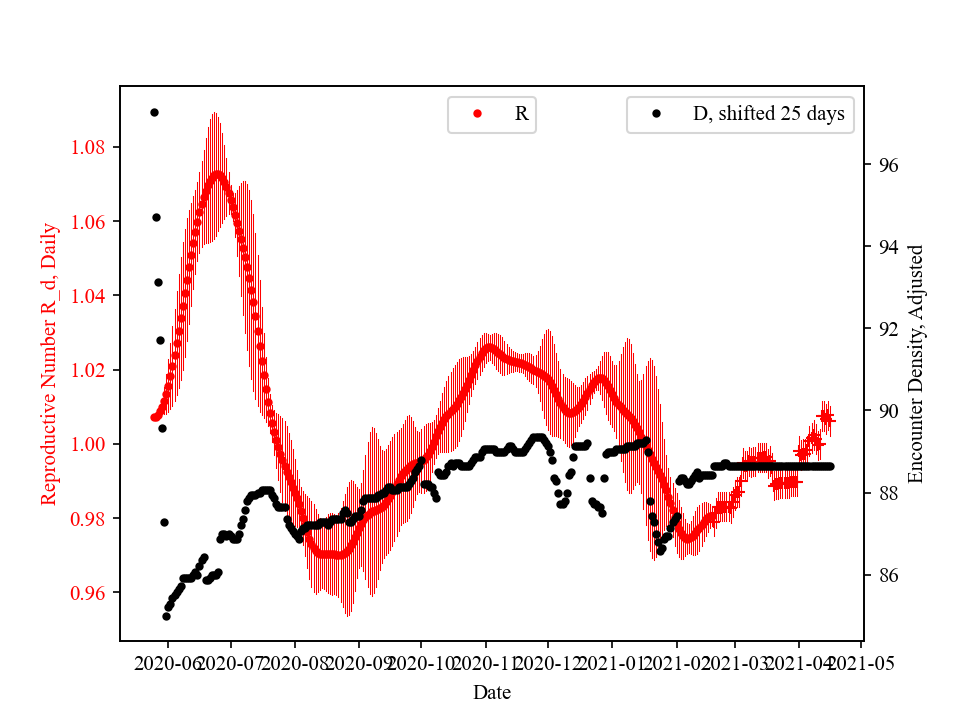 R
D, shifted 25 days
1.08
1.06
1.04
1.02
1.00
0.98
0.96
Reproductive Number R_d, Daily
96
94
92
90
88
86
Encounter Density, Adjusted
2020-06 2020-07 2020-08 2020-09 2020-10 2020-11 2020-12 2021-01 2021-02 2021-03 2021-04 2021-05
Date